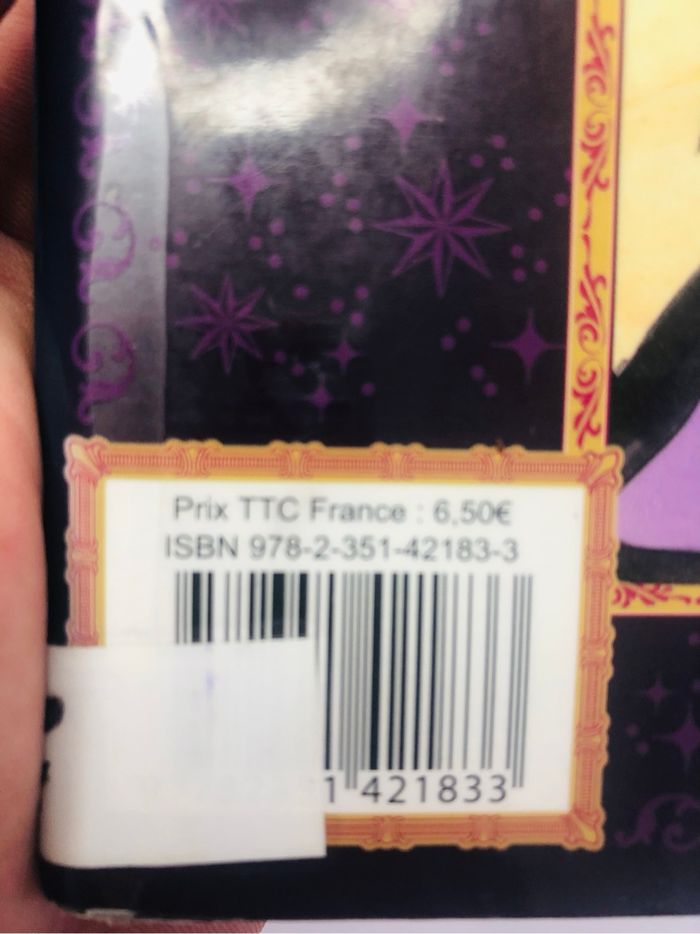 Prix TTC France : 6,50€
ISBN 978-2-351-42183-3
1 421833